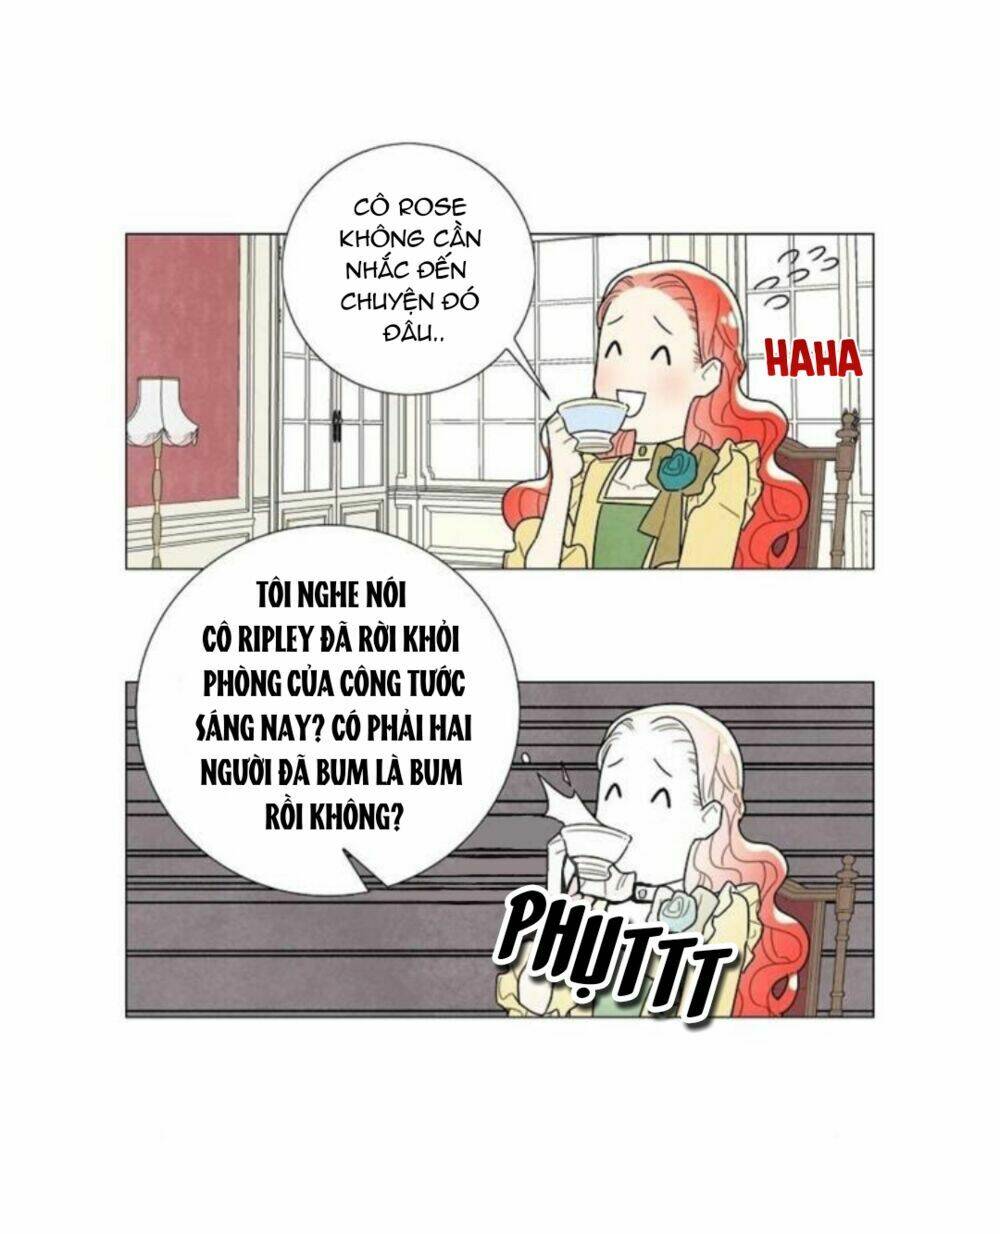 CÔ ROSE
KHÔNG CẦN
NHẮC ĐẾN
CHUYỆN ĐÓ
ĐÂU..
HAHA
TÔI NGHE NÓI
CÔ RIPLEY ĐÃ RỜI KHỎI
PHÒNG CỦA CÔNG TƯỚC
SÁNG NAY? CÓ PHẢI HAI
NGƯỜI ĐÃ BUM LÀ BUM
RỒI KHÔNG?
PHỤTTT